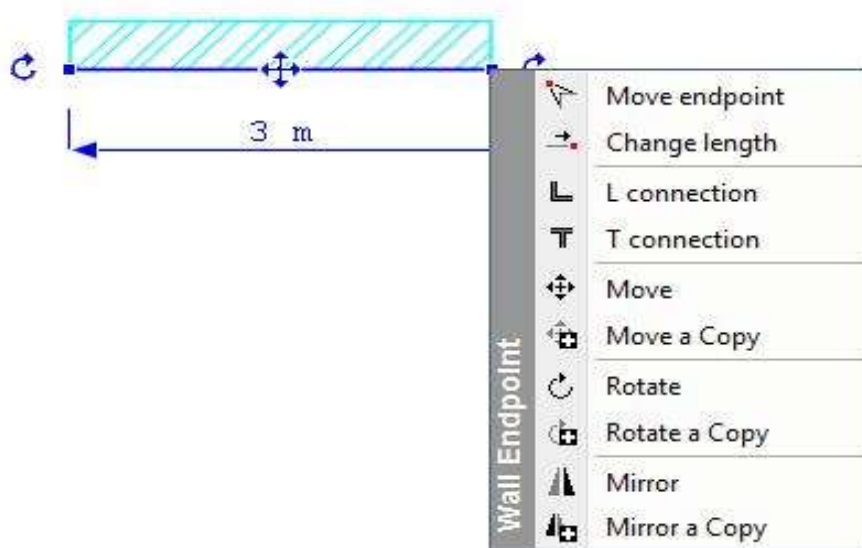 3 m
Move endpoint
Change length
L connection
T connection
Move
Move a Copy
Rotate
Rotate a Copy
Mirror
Mirror a Copy
Wall Endpoint